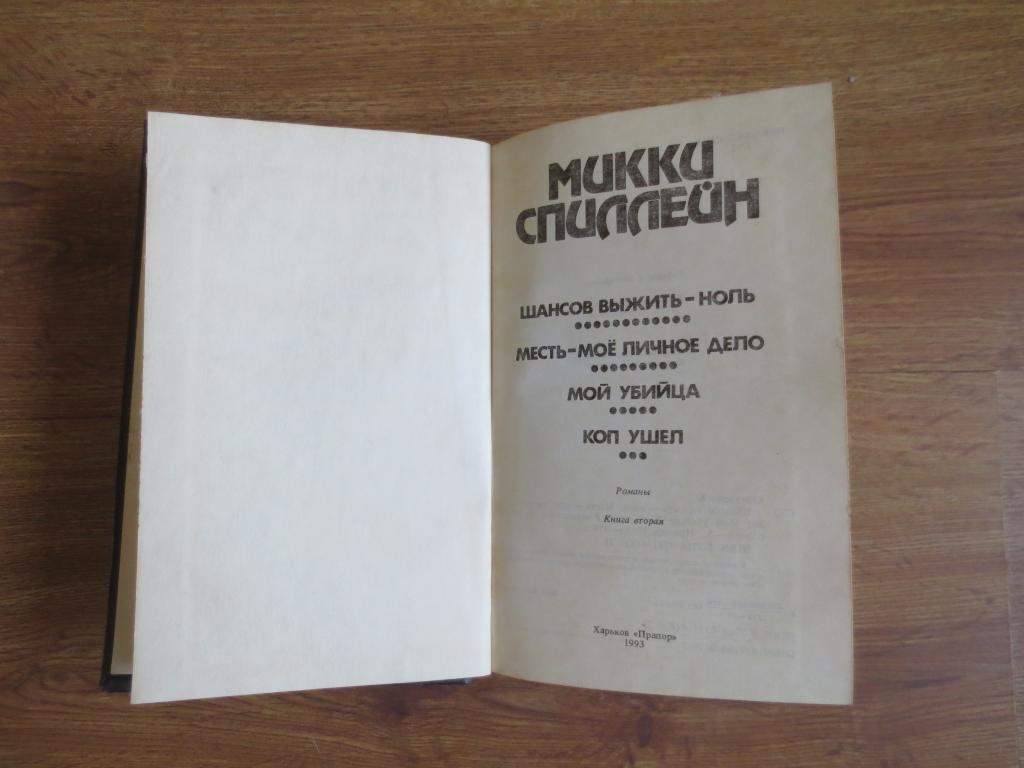 МИККИ
СПИЛЛЕЙН
ШАНСОВ ВЫЖИТЬ – НОЛЬ
МЕСТЬ – МОЁ ЛИЧНОЕ ДЕЛО
МОЙ УБИЙЦА
КОП УШЕЛ
Романы
Книга вторая
Харьков «Прапор»
1993